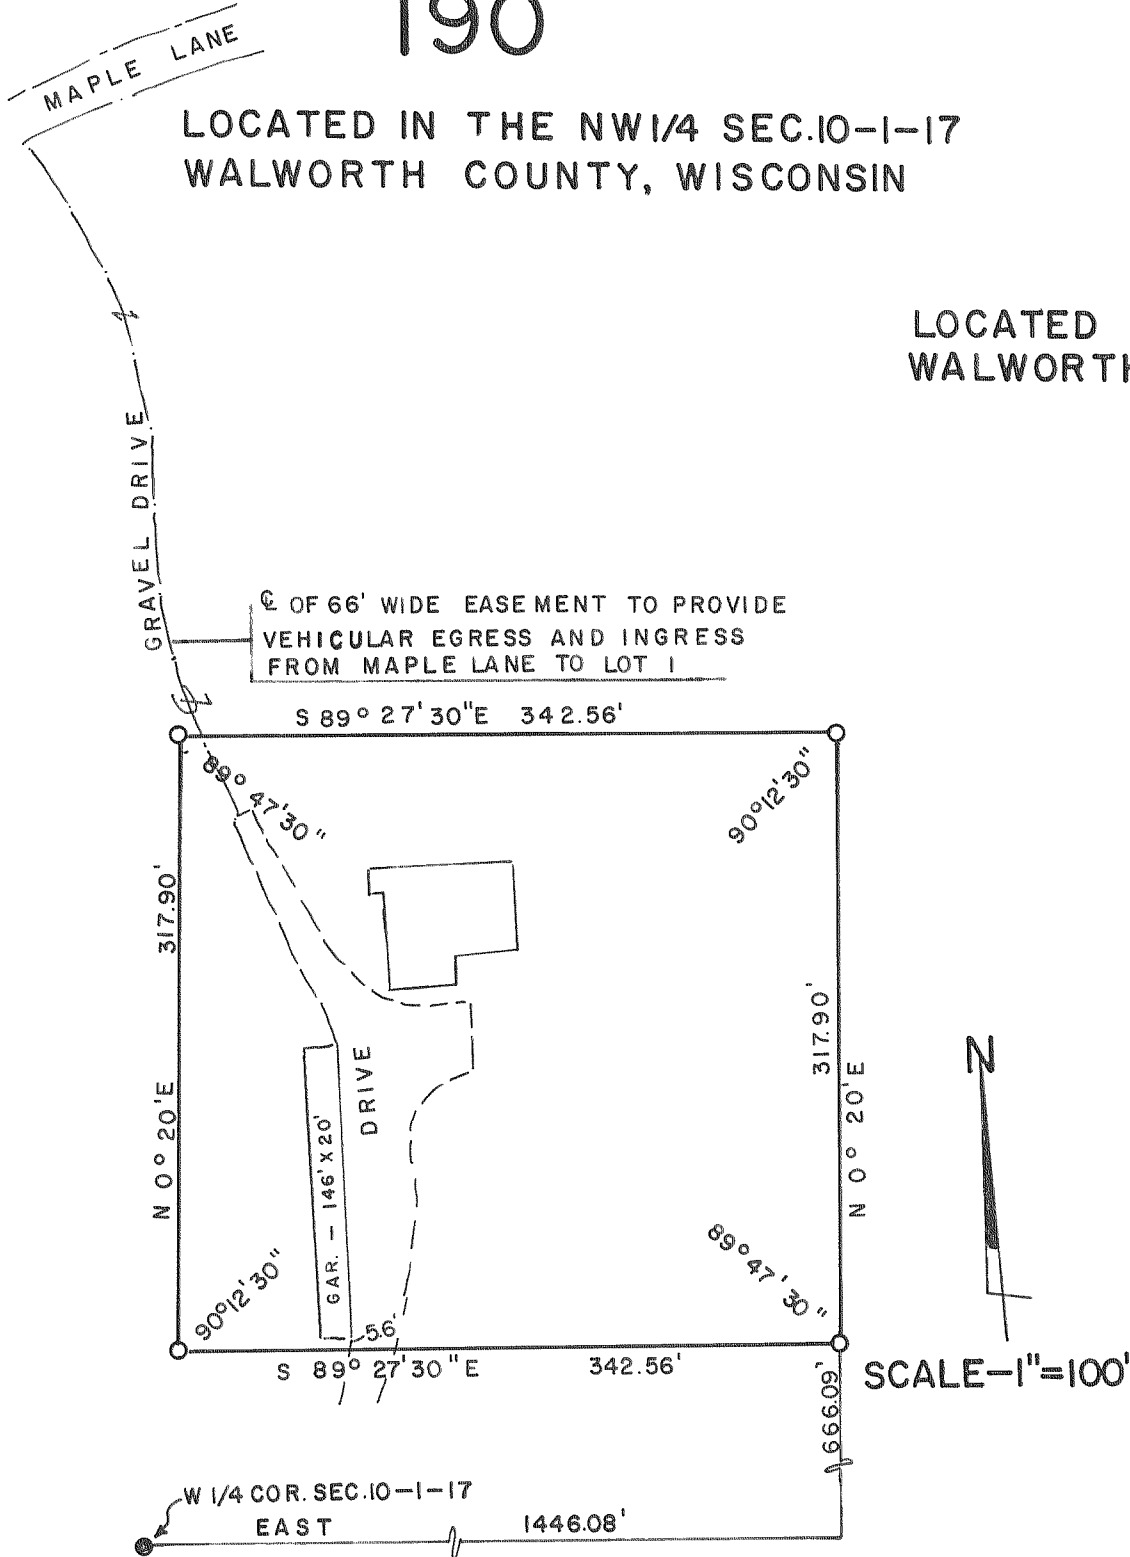 190
MAPLE LANE
LOCATED IN THE NW1/4 SEC.10-1-17
WALWORTH COUNTY, WISCONSIN
LOCATED
WALWORTH
GRAVEL DRIVE
℄ OF 66' WIDE EASEMENT TO PROVIDE
VEHICULAR EGRESS AND INGRESS
FROM MAPLE LANE TO LOT 1
S 89° 27' 30"E 342.56'
89° 47' 30"
90°12'30"
317.90'
N 0° 20'E
317.90'
N 0° 20'E
DRIVE
GAR. - 146' X 20'
N
90°12'30"
89°47'30"
5.6'
S 89° 27' 30"E 342.56'
SCALE-1"=100'
666.09'
W 1/4 COR. SEC.10-1-17
EAST 1446.08'